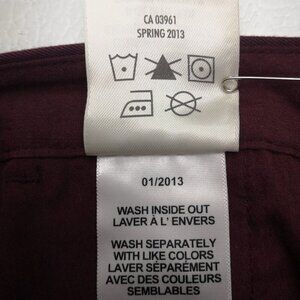 CA 03961
SPRING 2013
01/2013
WASH INSIDE OUT
LAVER À L' ENVERS
WASH SEPARATELY
WITH LIKE COLORS
LAVER SÉPARÉMENT
AVEC DES COULEURS
SEMBLABLES